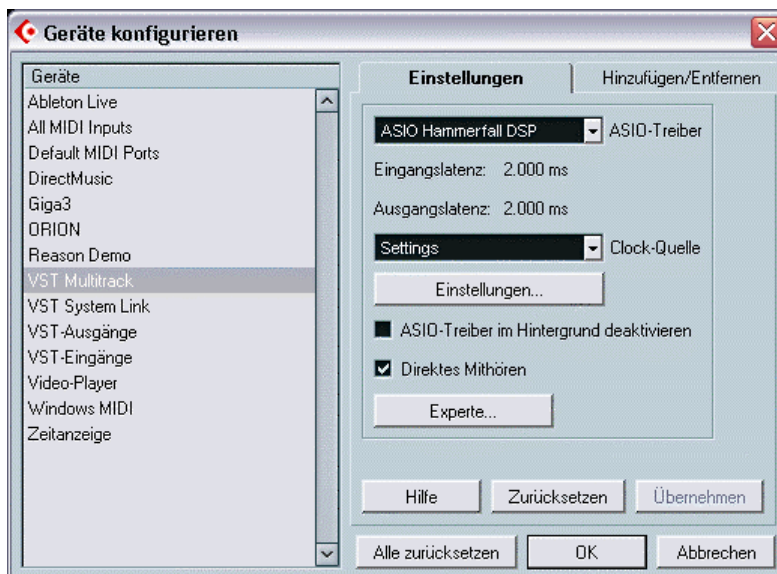 Geräte konfigurieren
Geräte
Ableton Live
All MIDI Inputs
Default MIDI Ports
DirectMusic
Giga3
ORION
Reason Demo
VST Multitrack
VST System Link
VST-Ausgänge
VST-Eingänge
Video-Player
Windows MIDI
Zeitanzeige
Einstellungen
Hinzufügen/Entfernen
ASIO Hammerfall DSP ASIO-Treiber
Eingangslatenz: 2.000 ms
Ausgangslatenz: 2.000 ms
Settings Clock-Quelle
Einstellungen...
ASIO-Treiber im Hintergrund deaktivieren
Direktes Mithören
Experte...
Hilfe Zurücksetzen Übernehmen
Alle zurücksetzen OK Abbrechen